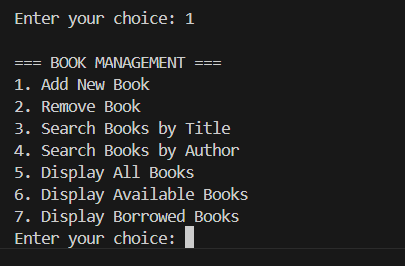 Enter your choice: 1
=== BOOK MANAGEMENT ===
1. Add New Book
2. Remove Book
3. Search Books by Title
4. Search Books by Author
5. Display All Books
6. Display Available Books
7. Display Borrowed Books
Enter your choice: